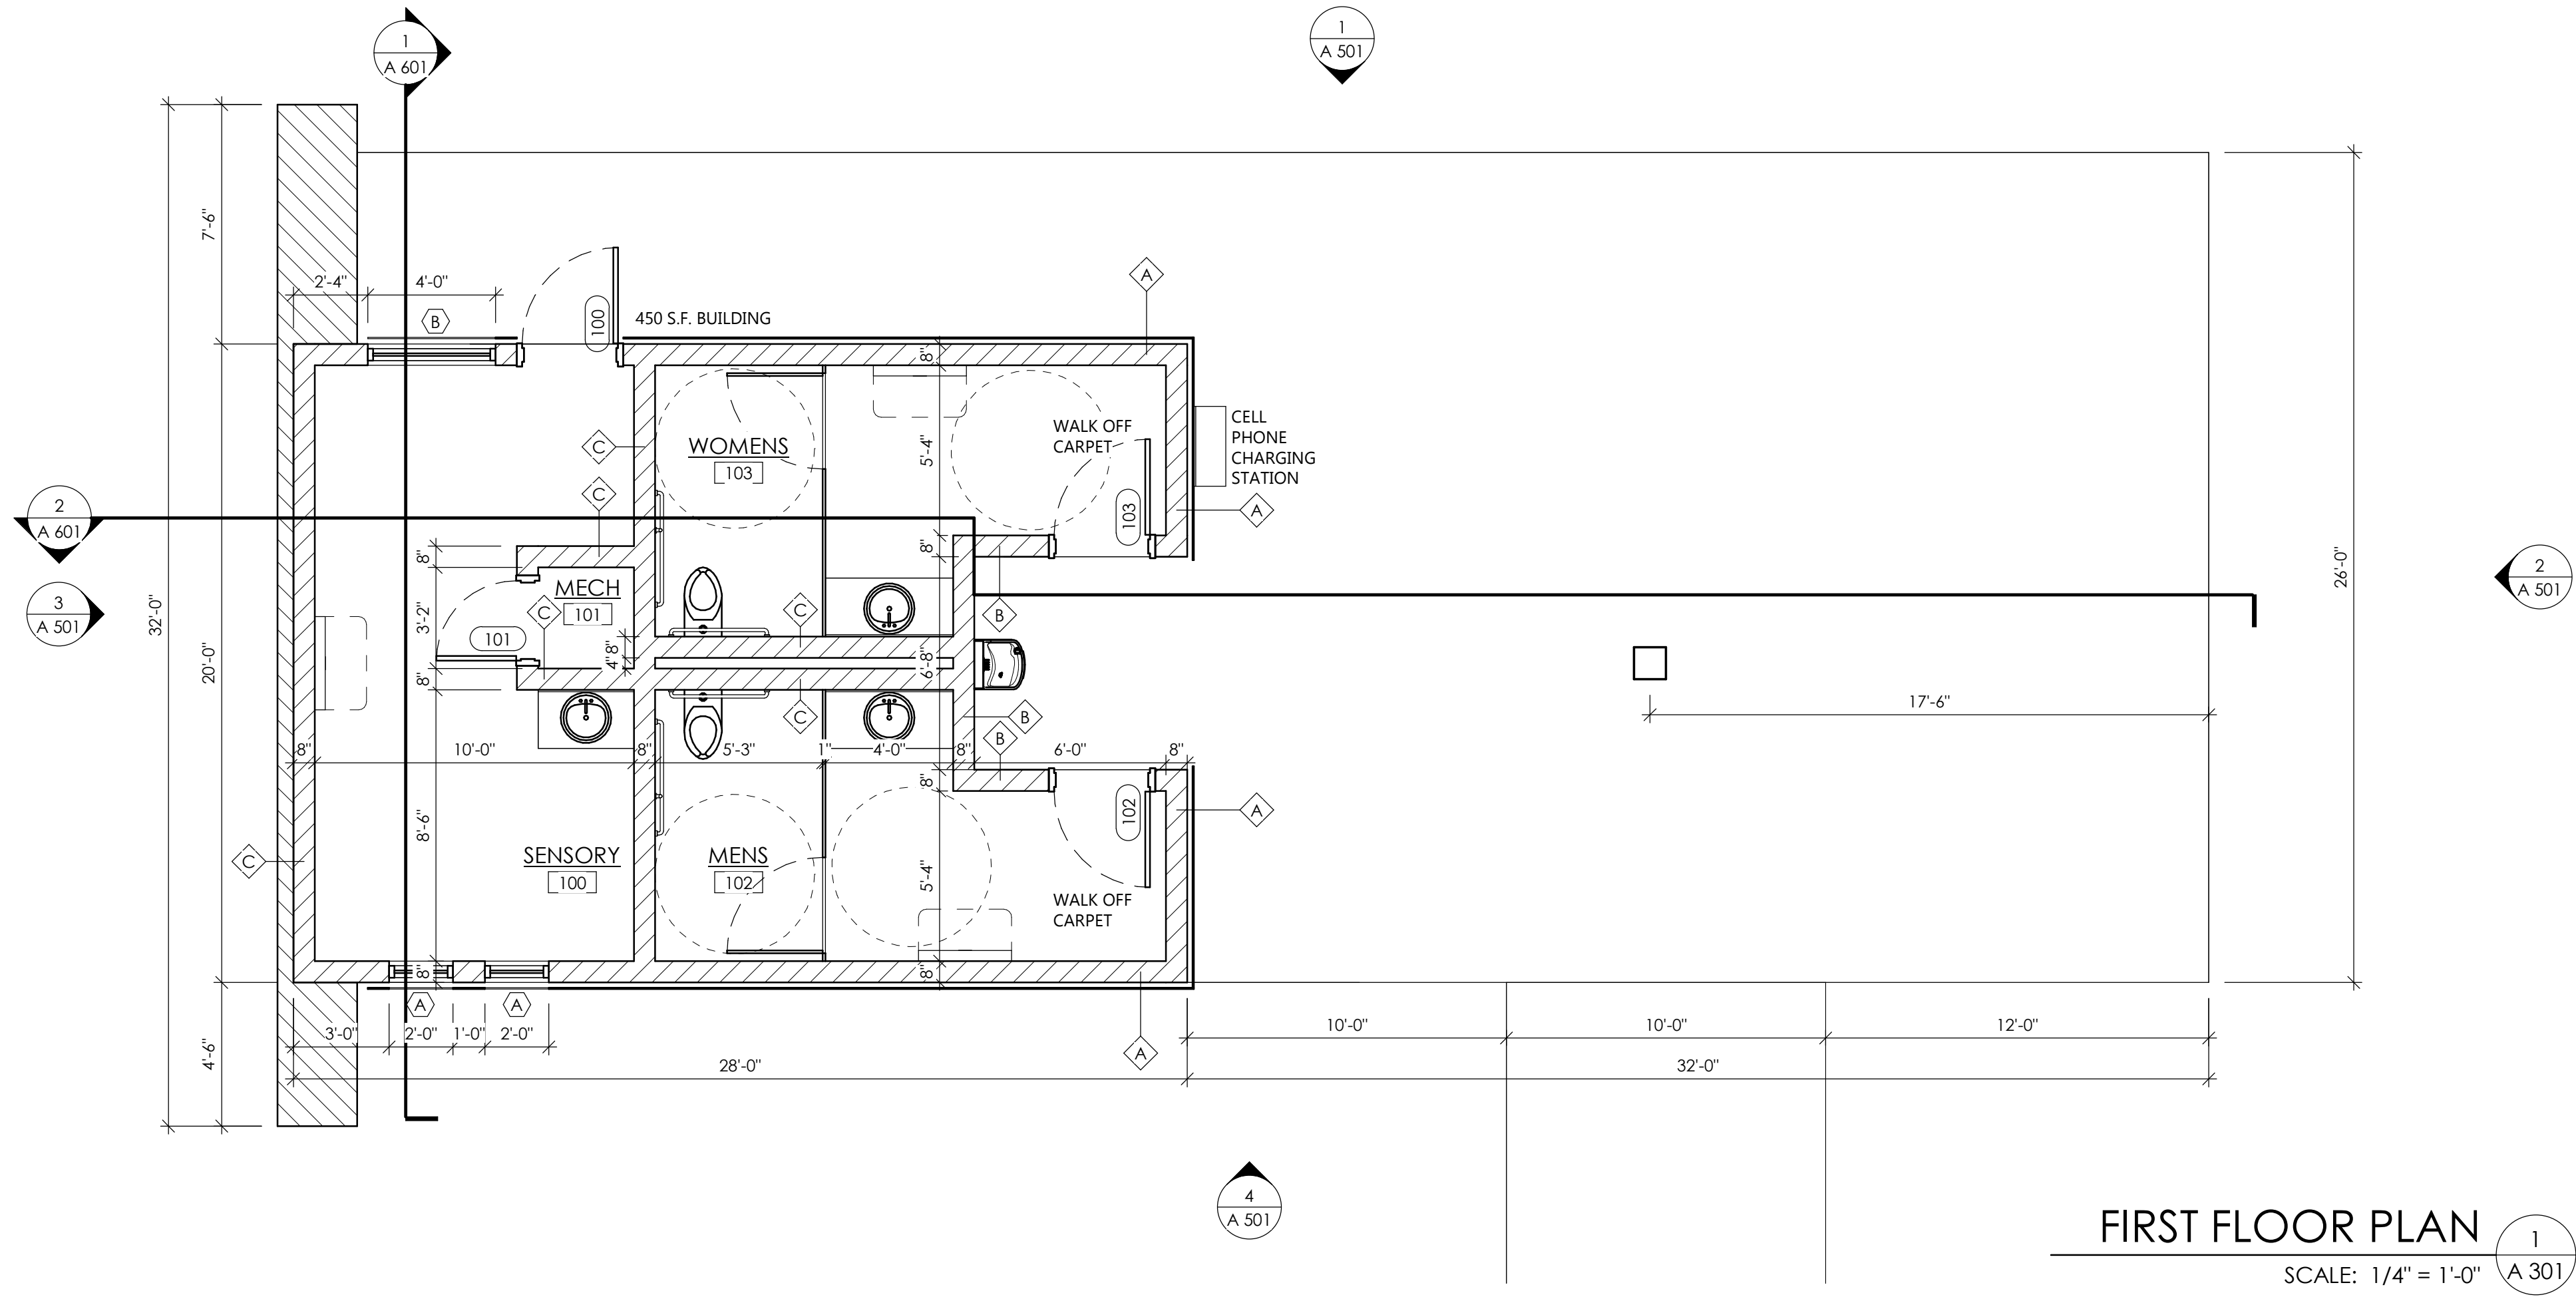 1
A 601
1
A 501
7'-6"
2'-4"
4'-0"
B
100
450 S.F. BUILDING
A
8"
CELL
PHONE
CHARGING
STATION
WALK OFF
CARPET
C
WOMENS
103
5'-4"
C
103
A
2
A 601
8"
8"
MECH
101
C
3'-2"
101
C
B
3
A 501
32'-0"
20'-0"
26'-0"
2
A 501
4"
8"
6'-8"
8"
C
B
B
17'-6"
8"
10'-0"
8"
5'-3"
1"
4'-0"
8"
6'-0"
8"
8"
102
A
8'-6"
SENSORY
100
MENS
102
5'-4"
C
WALK OFF
CARPET
8"
8"
A
A
3'-0"
2'-0"
1'-0"
2'-0"
A
10'-0"
10'-0"
12'-0"
4'-6"
28'-0"
32'-0"
4
A 501
FIRST FLOOR PLAN
SCALE: 1/4" = 1'-0"
1
A 301